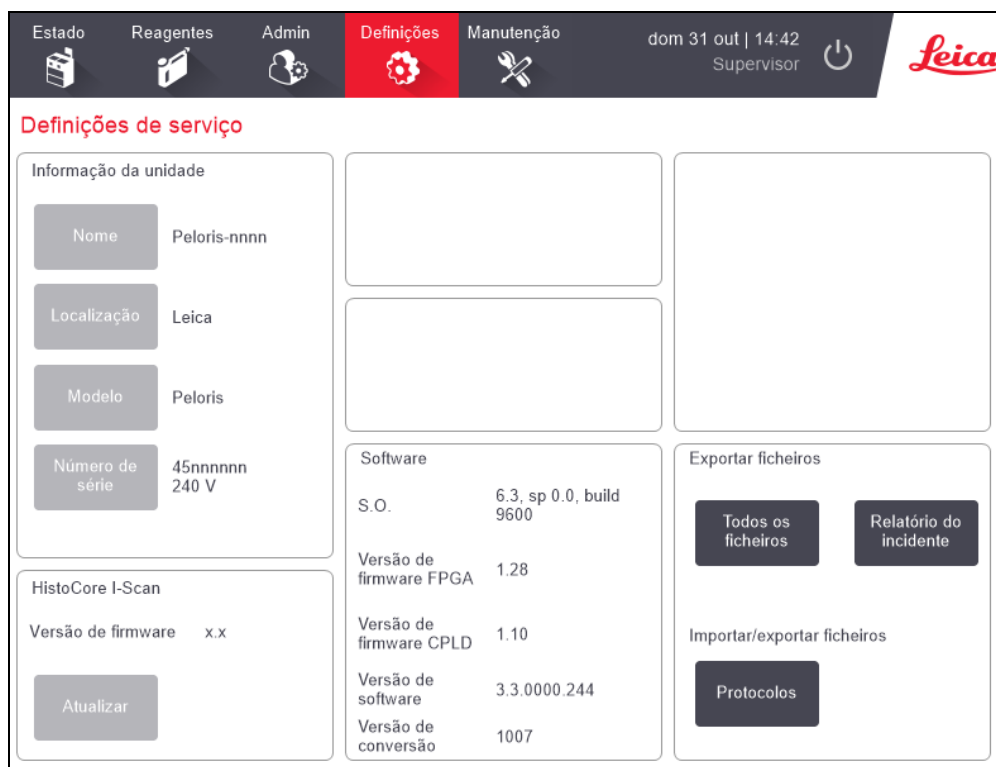 Estado
Reagentes
Admin
Definições
Manutenção
dom 31 out | 14:42
Supervisor
Leica
Definições de serviço
Informação da unidade
Nome
Peloris-nnnn
Localização
Leica
Modelo
Peloris
Número de
série
45nnnnnn
240 V
HistoCore I-Scan
Versão de firmware x.x
Atualizar
Software
S.O.
6.3, sp 0.0, build
9600
Versão de
firmware FPGA
1.28
Versão de
firmware CPLD
1.10
Versão de
software
3.3.0000.244
Versão de
conversão
1007
Exportar ficheiros
Todos os
ficheiros
Relatório do
incidente
Importar/exportar ficheiros
Protocolos